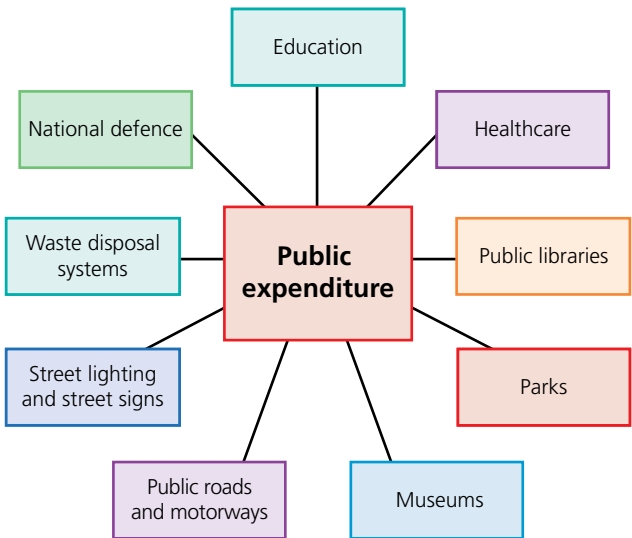 Education
National defence
Healthcare
Waste disposal
systems
Public
expenditure
Public libraries
Street lighting
and street signs
Parks
Public roads
and motorways
Museums